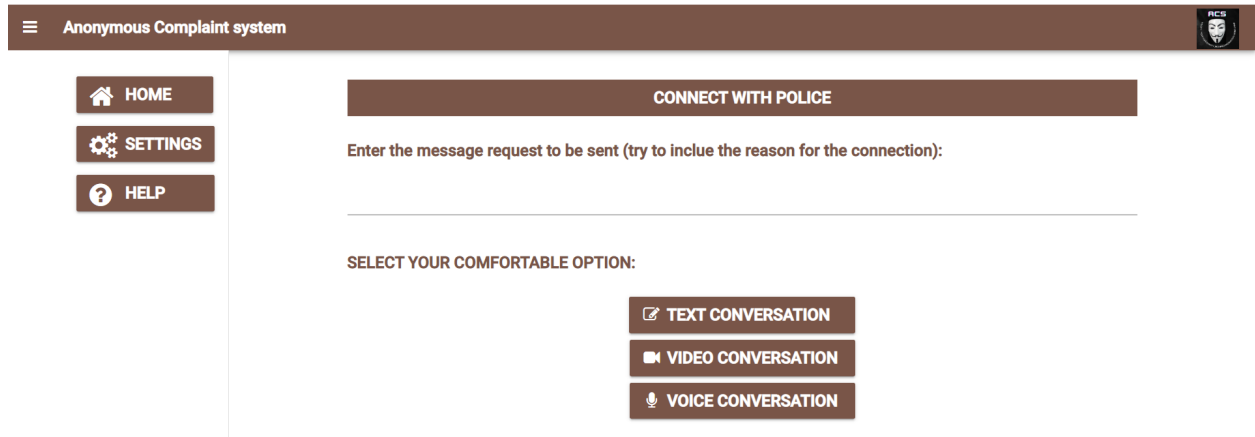 Anonymous Complaint system
ACS
HOME
SETTINGS
HELP
CONNECT WITH POLICE
Enter the message request to be sent (try to inclue the reason for the connection):
SELECT YOUR COMFORTABLE OPTION:
TEXT CONVERSATION
VIDEO CONVERSATION
VOICE CONVERSATION